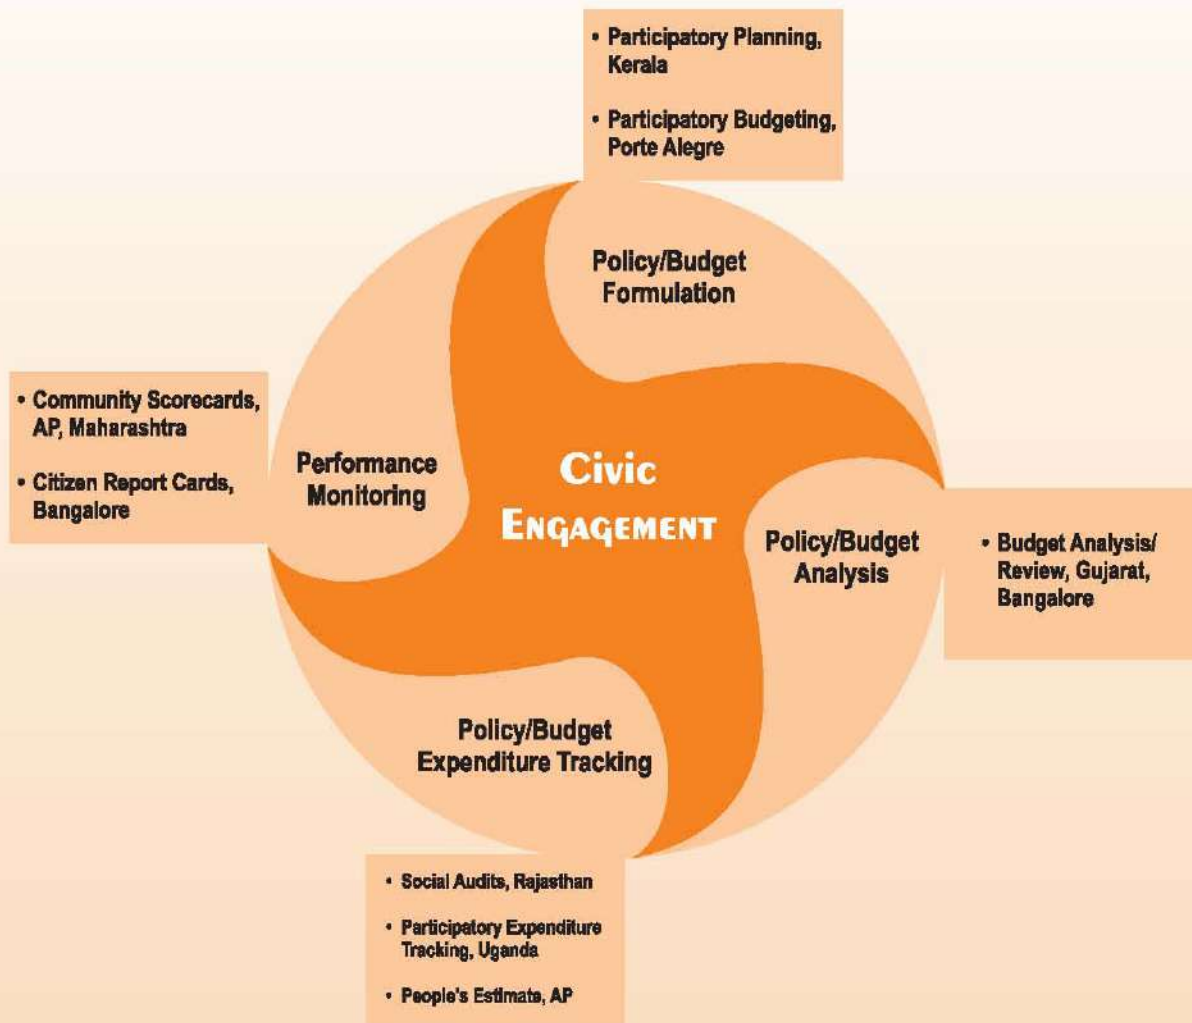 • Participatory Planning,
Kerala
• Participatory Budgeting,
Porte Alegre
Policy/Budget
Formulation
• Community Scorecards,
AP, Maharashtra
• Citizen Report Cards,
Bangalore
Performance
Monitoring
Civic
Engagement
Policy/Budget
Analysis
• Budget Analysis/
Review, Gujarat,
Bangalore
Policy/Budget
Expenditure Tracking
• Social Audits, Rajasthan
• Participatory Expenditure
Tracking, Uganda
• People's Estimate, AP